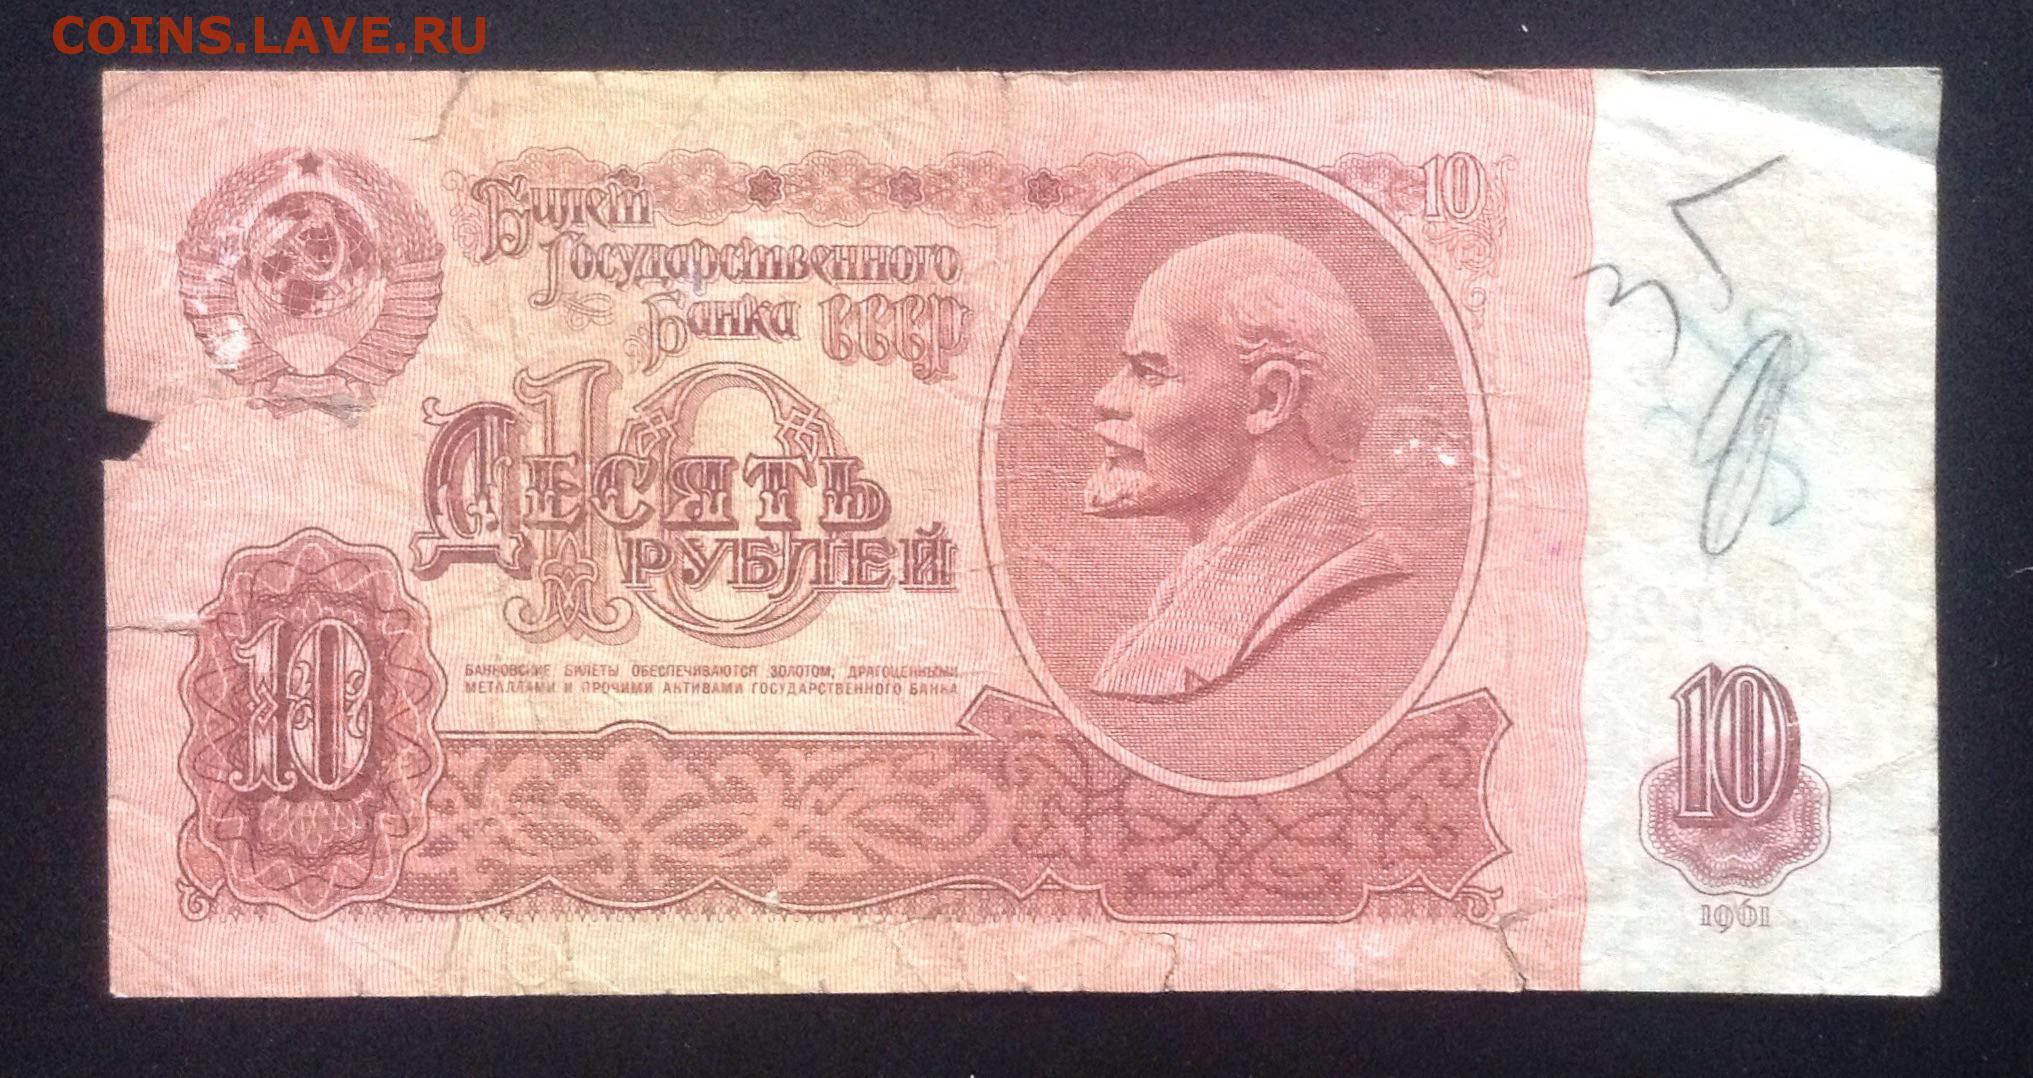 COINS.LAVE.RU
Билет
Государственного
Банка СССР
10
10
ДЕСЯТЬ
РУБЛЕЙ
БАНКОВСКИЕ БИЛЕТЫ ОБЕСПЕЧИВАЮТСЯ ЗОЛОТОМ, ДРАГОЦЕННЫМИ
МЕТАЛЛАМИ И ПРОЧИМИ АКТИВАМИ ГОСУДАРСТВЕННОГО БАНКА
10
10
1961